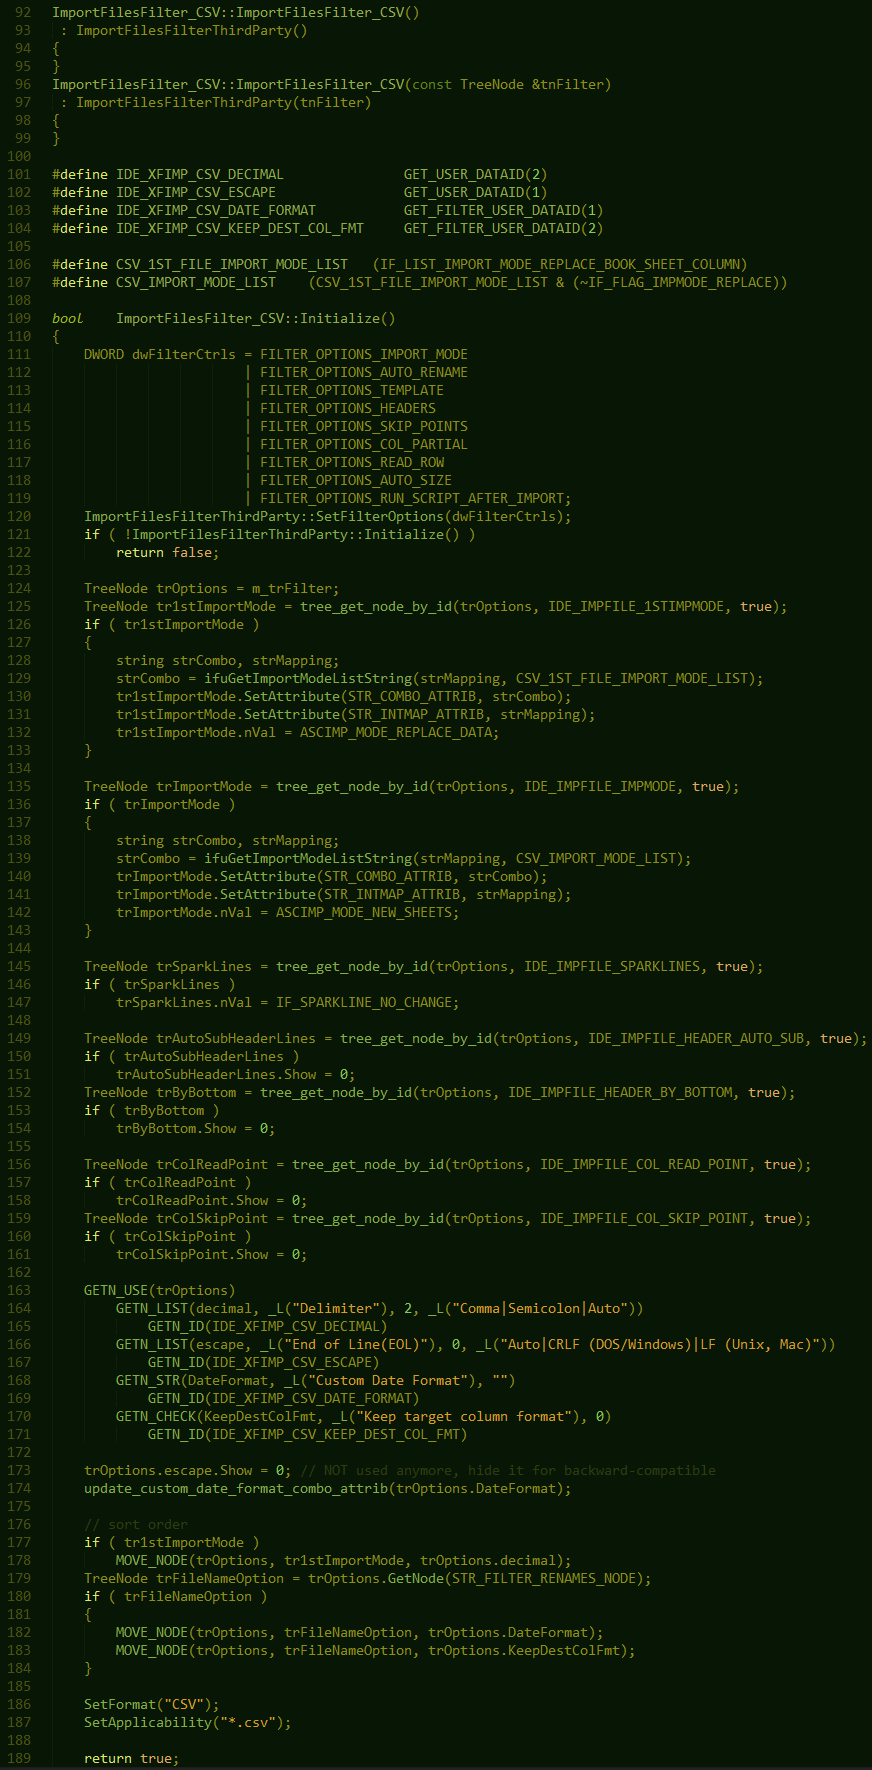 92 ImportFilesFilter_CSV::ImportFilesFilter_CSV()
93  : ImportFilesFilterThirdParty()
94 {
95 }
96 ImportFilesFilter_CSV::ImportFilesFilter_CSV(const TreeNode &tnFilter)
97  : ImportFilesFilterThirdParty(tnFilter)
98 {
99 }
100
101 #define IDE_XFIMP_CSV_DECIMAL               GET_USER_DATAID(2)
102 #define IDE_XFIMP_CSV_ESCAPE                GET_USER_DATAID(1)
103 #define IDE_XFIMP_CSV_DATE_FORMAT           GET_FILTER_USER_DATAID(1)
104 #define IDE_XFIMP_CSV_KEEP_DEST_COL_FMT     GET_FILTER_USER_DATAID(2)
105
106 #define CSV_1ST_FILE_IMPORT_MODE_LIST   (IF_LIST_IMPORT_MODE_REPLACE_BOOK_SHEET_COLUMN)
107 #define CSV_IMPORT_MODE_LIST    (CSV_1ST_FILE_IMPORT_MODE_LIST & (~IF_FLAG_IMPMODE_REPLACE))
108
109 bool    ImportFilesFilter_CSV::Initialize()
110 {
111     DWORD dwFilterCtrls = FILTER_OPTIONS_IMPORT_MODE
112                         | FILTER_OPTIONS_AUTO_RENAME
113                         | FILTER_OPTIONS_TEMPLATE
114                         | FILTER_OPTIONS_HEADERS
115                         | FILTER_OPTIONS_SKIP_POINTS
116                         | FILTER_OPTIONS_COL_PARTIAL
117                         | FILTER_OPTIONS_READ_ROW
118                         | FILTER_OPTIONS_AUTO_SIZE
119                         | FILTER_OPTIONS_RUN_SCRIPT_AFTER_IMPORT;
120     ImportFilesFilterThirdParty::SetFilterOptions(dwFilterCtrls);
121     if ( !ImportFilesFilterThirdParty::Initialize() )
122         return false;
123
124     TreeNode trOptions = m_trFilter;
125     TreeNode tr1stImportMode = tree_get_node_by_id(trOptions, IDE_IMPFILE_1STIMPMODE, true);
126     if ( tr1stImportMode )
127     {
128         string strCombo, strMapping;
129         strCombo = ifuGetImportModeListString(strMapping, CSV_1ST_FILE_IMPORT_MODE_LIST);
130         tr1stImportMode.SetAttribute(STR_COMBO_ATTRIB, strCombo);
131         tr1stImportMode.SetAttribute(STR_INTMAP_ATTRIB, strMapping);
132         tr1stImportMode.nVal = ASCIMP_MODE_REPLACE_DATA;
133     }
134
135     TreeNode trImportMode = tree_get_node_by_id(trOptions, IDE_IMPFILE_IMPMODE, true);
136     if ( trImportMode )
137     {
138         string strCombo, strMapping;
139         strCombo = ifuGetImportModeListString(strMapping, CSV_IMPORT_MODE_LIST);
140         trImportMode.SetAttribute(STR_COMBO_ATTRIB, strCombo);
141         trImportMode.SetAttribute(STR_INTMAP_ATTRIB, strMapping);
142         trImportMode.nVal = ASCIMP_MODE_NEW_SHEETS;
143     }
144
145     TreeNode trSparkLines = tree_get_node_by_id(trOptions, IDE_IMPFILE_SPARKLINES, true);
146     if ( trSparkLines )
147         trSparkLines.nVal = IF_SPARKLINE_NO_CHANGE;
148
149     TreeNode trAutoSubHeaderLines = tree_get_node_by_id(trOptions, IDE_IMPFILE_HEADER_AUTO_SUB, true);
150     if ( trAutoSubHeaderLines )
151         trAutoSubHeaderLines.Show = 0;
152     TreeNode trByBottom = tree_get_node_by_id(trOptions, IDE_IMPFILE_HEADER_BY_BOTTOM, true);
153     if ( trByBottom )
154         trByBottom.Show = 0;
155
156     TreeNode trColReadPoint = tree_get_node_by_id(trOptions, IDE_IMPFILE_COL_READ_POINT, true);
157     if ( trColReadPoint )
158         trColReadPoint.Show = 0;
159     TreeNode trColSkipPoint = tree_get_node_by_id(trOptions, IDE_IMPFILE_COL_SKIP_POINT, true);
160     if ( trColSkipPoint )
161         trColSkipPoint.Show = 0;
162
163     GETN_USE(trOptions)
164         GETN_LIST(decimal, _L("Delimiter"), 2, _L("Comma|Semicolon|Auto"))
165             GETN_ID(IDE_XFIMP_CSV_DECIMAL)
166         GETN_LIST(escape, _L("End of Line(EOL)"), 0, _L("Auto|CRLF (DOS/Windows)|LF (Unix, Mac)"))
167             GETN_ID(IDE_XFIMP_CSV_ESCAPE)
168         GETN_STR(DateFormat, _L("Custom Date Format"), "")
169             GETN_ID(IDE_XFIMP_CSV_DATE_FORMAT)
170         GETN_CHECK(KeepDestColFmt, _L("Keep target column format"), 0)
171             GETN_ID(IDE_XFIMP_CSV_KEEP_DEST_COL_FMT)
172
173     trOptions.escape.Show = 0; // NOT used anymore, hide it for backward-compatible
174     update_custom_date_format_combo_attrib(trOptions.DateFormat);
175
176     // sort order
177     if ( tr1stImportMode )
178         MOVE_NODE(trOptions, tr1stImportMode, trOptions.decimal);
179     TreeNode trFileNameOption = trOptions.GetNode(STR_FILTER_RENAMES_NODE);
180     if ( trFileNameOption )
181     {
182         MOVE_NODE(trOptions, trFileNameOption, trOptions.DateFormat);
183         MOVE_NODE(trOptions, trFileNameOption, trOptions.KeepDestColFmt);
184     }
185
186     SetFormat("CSV");
187     SetApplicability("*.csv");
188
189     return true;